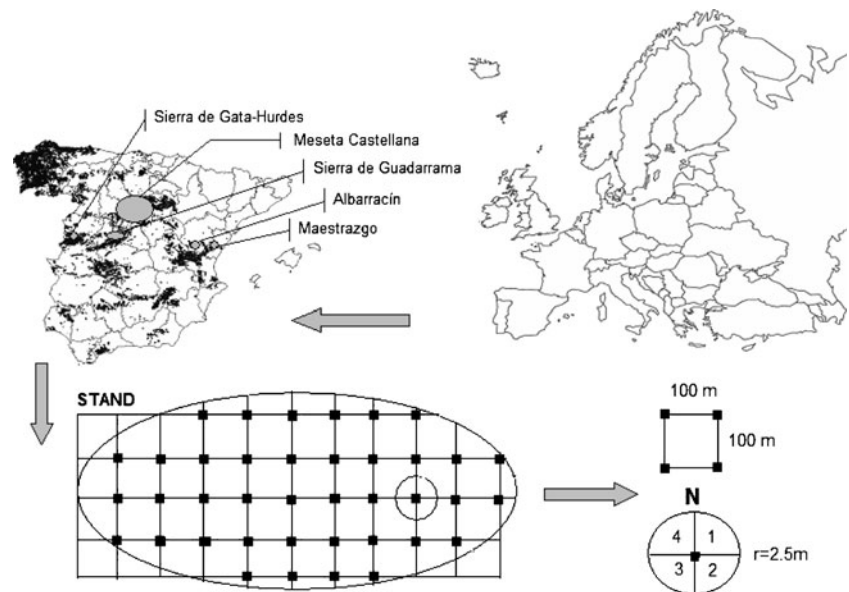 Sierra de Gata-Hurdes
Meseta Castellana
Sierra de Guadarrama
Albarracín
Maestrazgo
STAND
100 m
100 m
N
4 1
3 2
r=2.5m